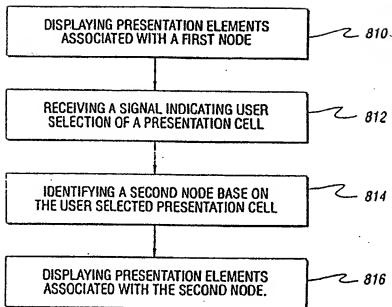 DISPLAYING PRESENTATION ELEMENTS
ASSOCIATED WITH A FIRST NODE
810
RECEIVING A SIGNAL INDICATING USER
SELECTION OF A PRESENTATION CELL
812
IDENTIFYING A SECOND NODE BASE ON
THE USER SELECTED PRESENTATION CELL
814
DISPLAYING PRESENTATION ELEMENTS
ASSOCIATED WITH THE SECOND NODE.
816